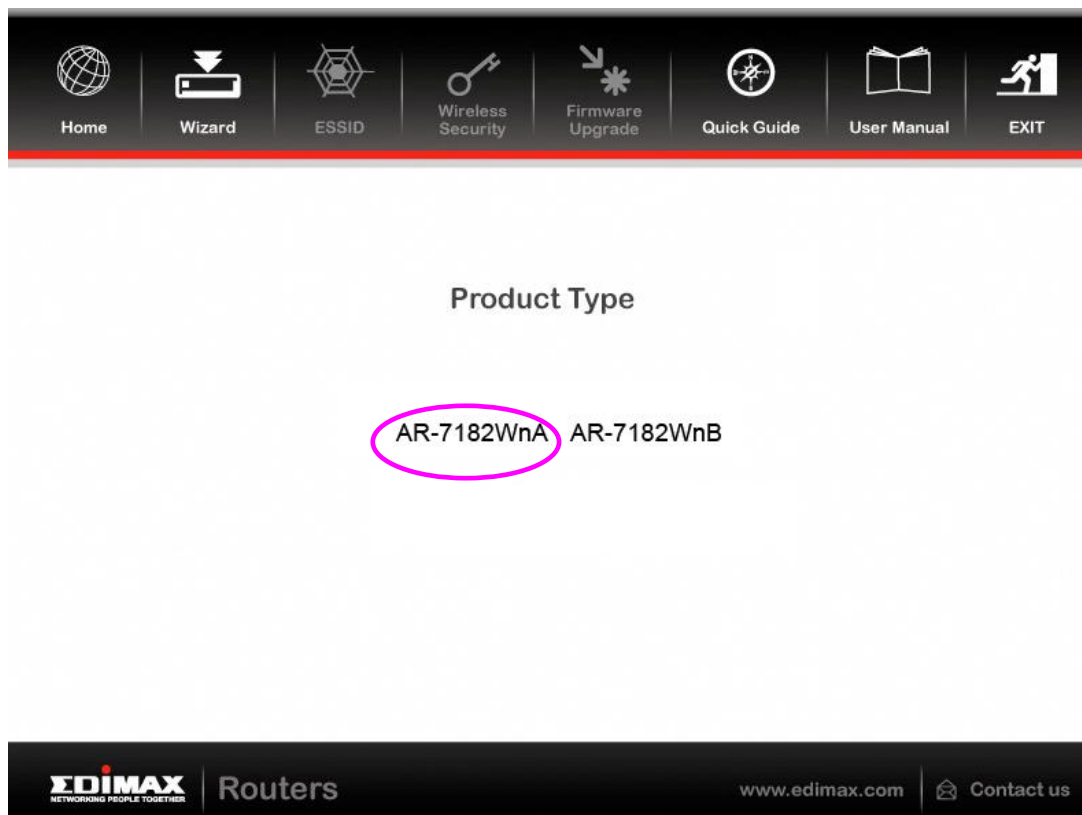 Home Wizard ESSID Wireless Security Firmware Upgrade Quick Guide User Manual EXIT
Product Type
AR-7182WnA AR-7182WnB
EDIMAX
NETWORKING PEOPLE TOGETHER
Routers
www.edimax.com
Contact us